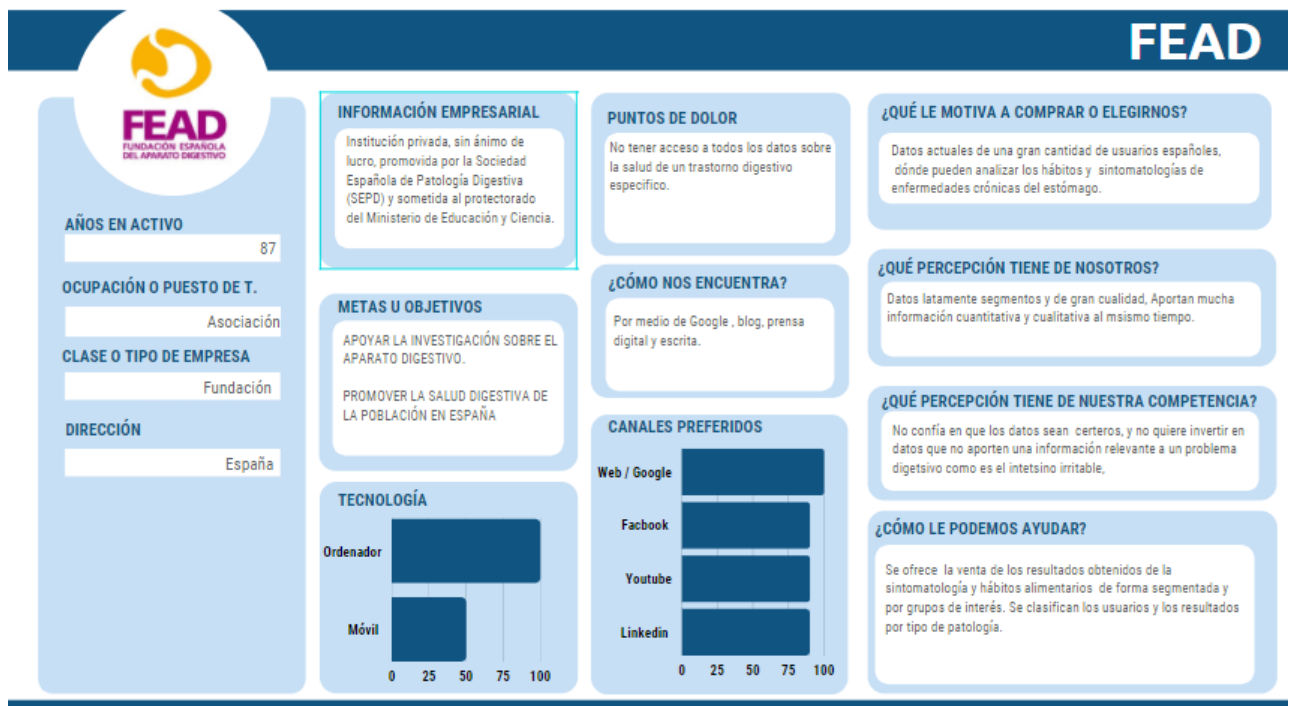 FEAD
FEAD
FUNDACIÓN ESPAÑOLA
DEL APARATO DIGESTIVO
AÑOS EN ACTIVO
87
OCUPACIÓN O PUESTO DE T.
Asociación
CLASE O TIPO DE EMPRESA
Fundación
DIRECCIÓN
España
INFORMACIÓN EMPRESARIAL
Institución privada, sin ánimo de
lucro, promovida por la Sociedad
Española de Patología Digestiva
(SEPD) y sometida al protectorado
del Ministerio de Educación y Ciencia.
METAS U OBJETIVOS
APOYAR LA INVESTIGACIÓN SOBRE EL
APARATO DIGESTIVO.
PROMOVER LA SALUD DIGESTIVA DE
LA POBLACIÓN EN ESPAÑA
TECNOLOGÍA
Ordenador
Móvil
0 25 50 75 100
PUNTOS DE DOLOR
No tener acceso a todos los datos sobre
la salud de un trastorno digestivo
especifico.
¿CÓMO NOS ENCUENTRA?
Por medio de Google , blog, prensa
digital y escrita.
CANALES PREFERIDOS
Web / Google
Facbook
Youtube
Linkedin
0 25 50 75 100
¿QUÉ LE MOTIVA A COMPRAR O ELEGIRNOS?
Datos actuales de una gran cantidad de usuarios españoles,
dónde pueden analizar los hábitos y sintomatologías de
enfermedades crónicas del estómago.
¿QUÉ PERCEPCIÓN TIENE DE NOSOTROS?
Datos latamente segmentos y de gran cualidad, Aportan mucha
información cuantitativa y cualitativa al msismo tiempo.
¿QUÉ PERCEPCIÓN TIENE DE NUESTRA COMPETENCIA?
No confía en que los datos sean certeros, y no quiere invertir en
datos que no aporten una información relevante a un problema
digetsivo como es el intetsino irritable,
¿CÓMO LE PODEMOS AYUDAR?
Se ofrece la venta de los resultados obtenidos de la
sintomatología y hábitos alimentarios de forma segmentada y
por grupos de interés. Se clasifican los usuarios y los resultados
por tipo de patología.